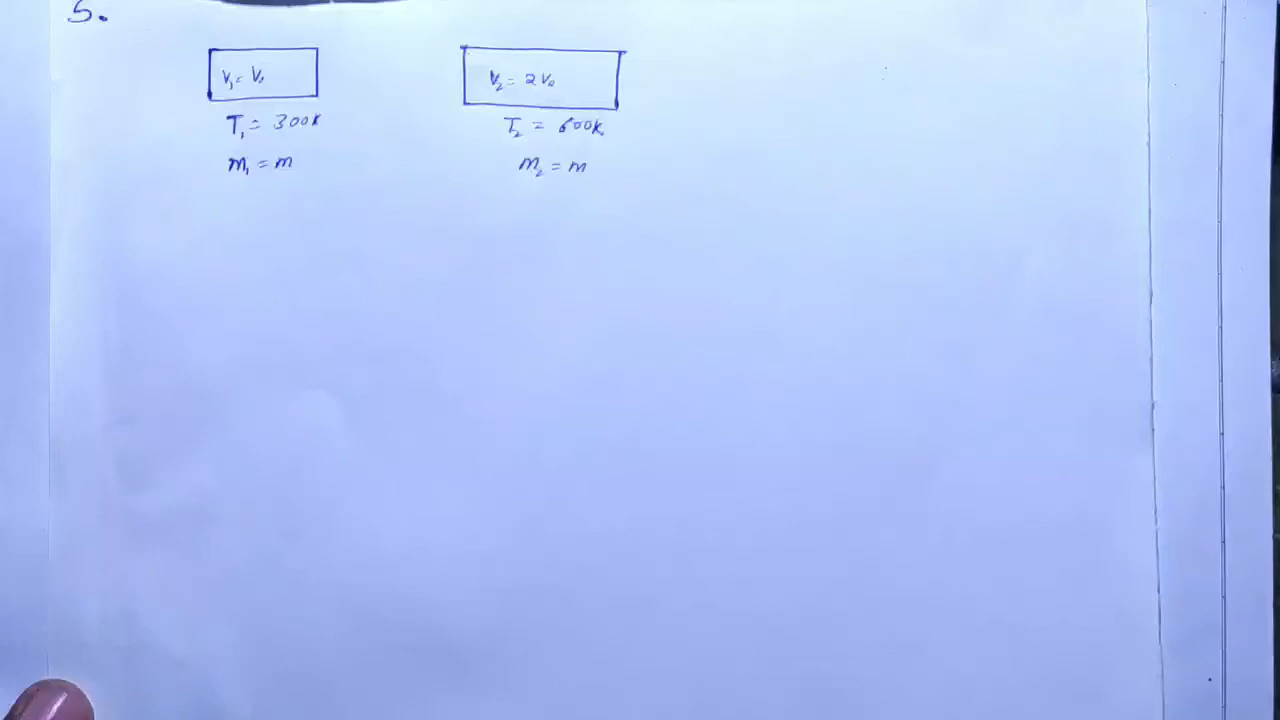 5.
V₁ = V₀ V₂ = 2V₀
T₁ = 300K T₂ = 600K
m₁ = m m₂ = m